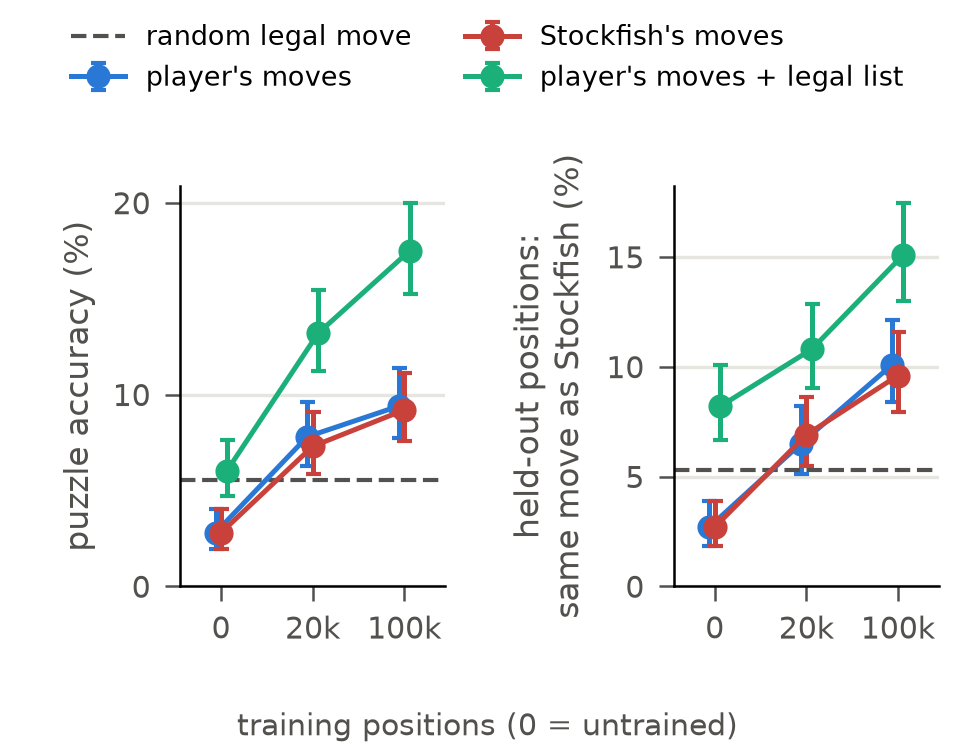 random legal move
player's moves
Stockfish's moves
player's moves + legal list
puzzle accuracy (%)
20
10
0
0 20k 100k
held-out positions:
same move as Stockfish (%)
15
10
5
0
0 20k 100k
training positions (0 = untrained)